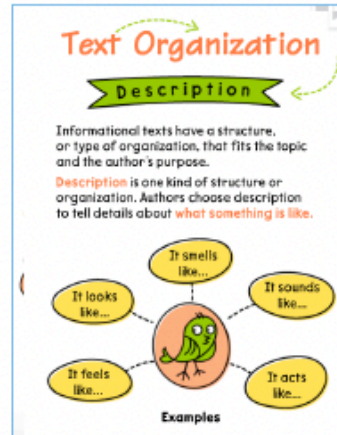 Text Organization
Description
Informational texts have a structure,
or type of organization, that fits the topic
and the author's purpose.
Description is one kind of structure or
organization. Authors choose description
to tell details about what something is like.
It smells
like...
It looks
like...
It sounds
like...
It feels
like...
It acts
like...
Examples